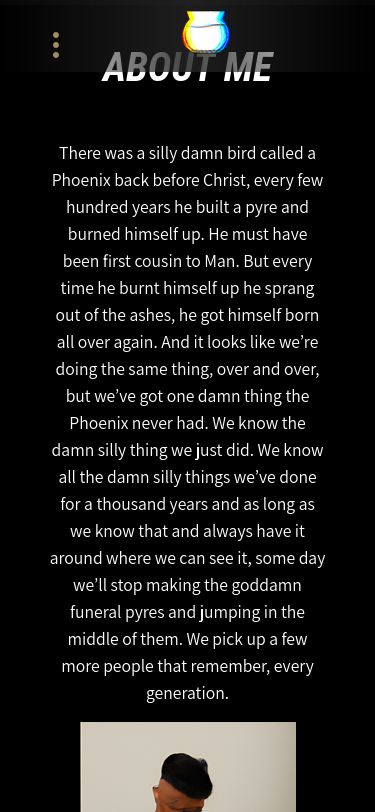 ABOUT ME
There was a silly damn bird called a
Phoenix back before Christ, every few
hundred years he built a pyre and
burned himself up. He must have
been first cousin to Man. But every
time he burnt himself up he sprang
out of the ashes, he got himself born
all over again. And it looks like we’re
doing the same thing, over and over,
but we’ve got one damn thing the
Phoenix never had. We know the
damn silly thing we just did. We know
all the damn silly things we’ve done
for a thousand years and as long as
we know that and always have it
around where we can see it, some day
we’ll stop making the goddamn
funeral pyres and jumping in the
middle of them. We pick up a few
more people that remember, every
generation.